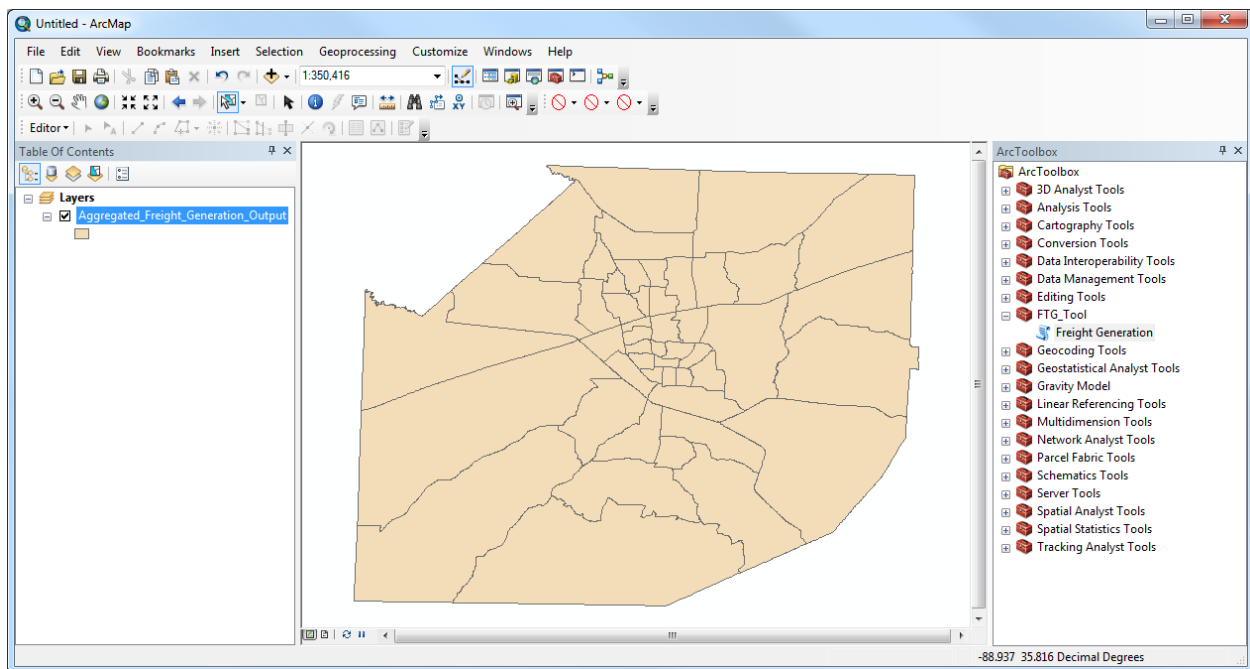 Untitled - ArcMap
File Edit View Bookmarks Insert Selection Geoprocessing Customize Windows Help
1:350,416
Editor
Table Of Contents
Layers
Aggregated_Freight_Generation_Output
ArcToolbox
ArcToolbox
3D Analyst Tools
Analysis Tools
Cartography Tools
Conversion Tools
Data Interoperability Tools
Data Management Tools
Editing Tools
FTG_Tool
Freight Generation
Geocoding Tools
Geostatistical Analyst Tools
Gravity Model
Linear Referencing Tools
Multidimension Tools
Network Analyst Tools
Parcel Fabric Tools
Schematics Tools
Server Tools
Spatial Analyst Tools
Spatial Statistics Tools
Tracking Analyst Tools
-88.937 35.816 Decimal Degrees